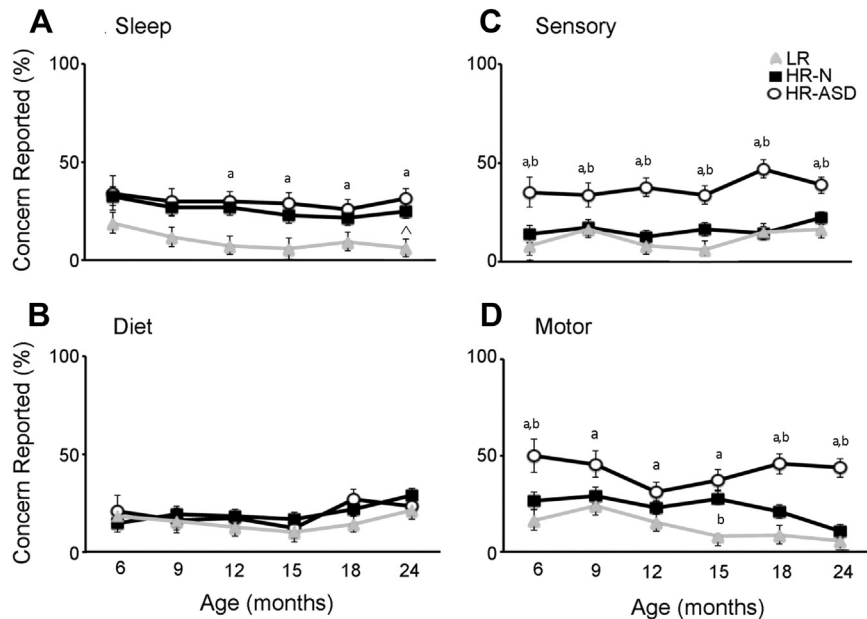 A
. Sleep
100
50
0
Concern Reported (%)
a
a
a
a
^
C
Sensory
LR
HR-N
HR-ASD
100
50
0
a,b
a,b
a,b
a,b
a,b
a,b
B
Diet
100
50
0
Concern Reported (%)
6 9 12 15 18 24
Age (months)
D
Motor
100
50
0
a,b
a
a
a
b
a,b
a,b
6 9 12 15 18 24
Age (months)